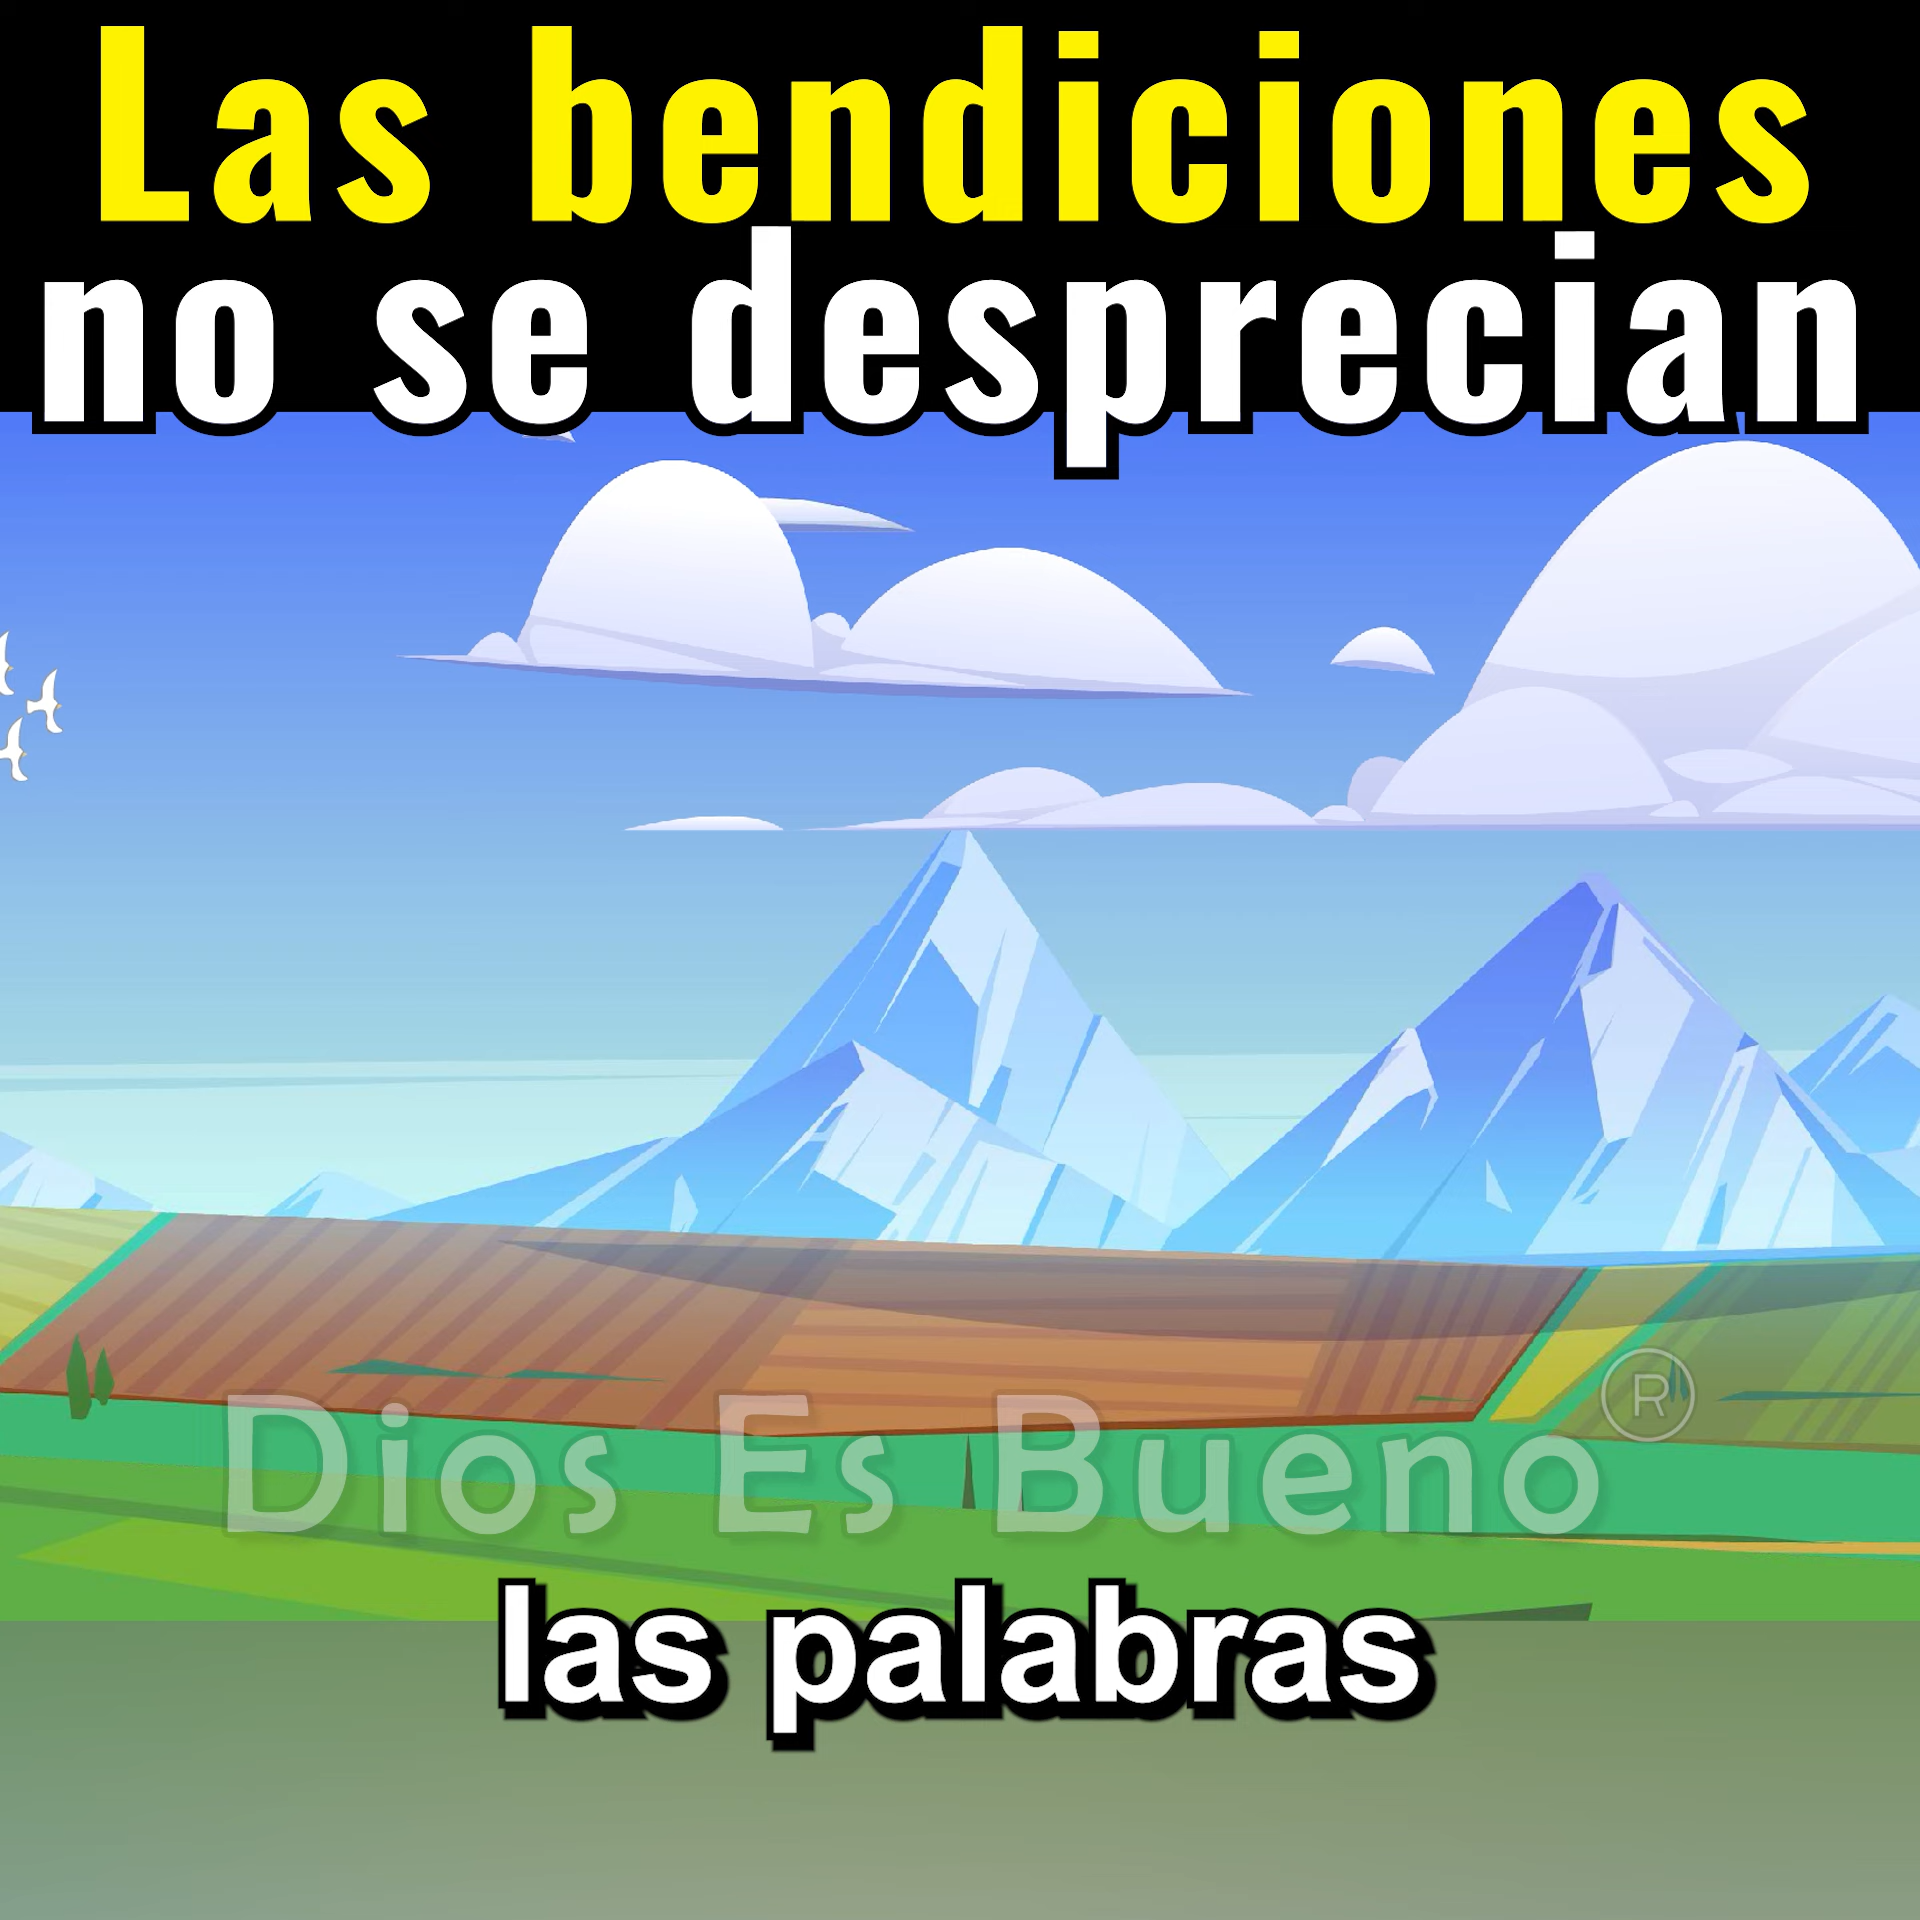 Las bendiciones
no se desprecian
Dios Es Bueno ®
las palabras